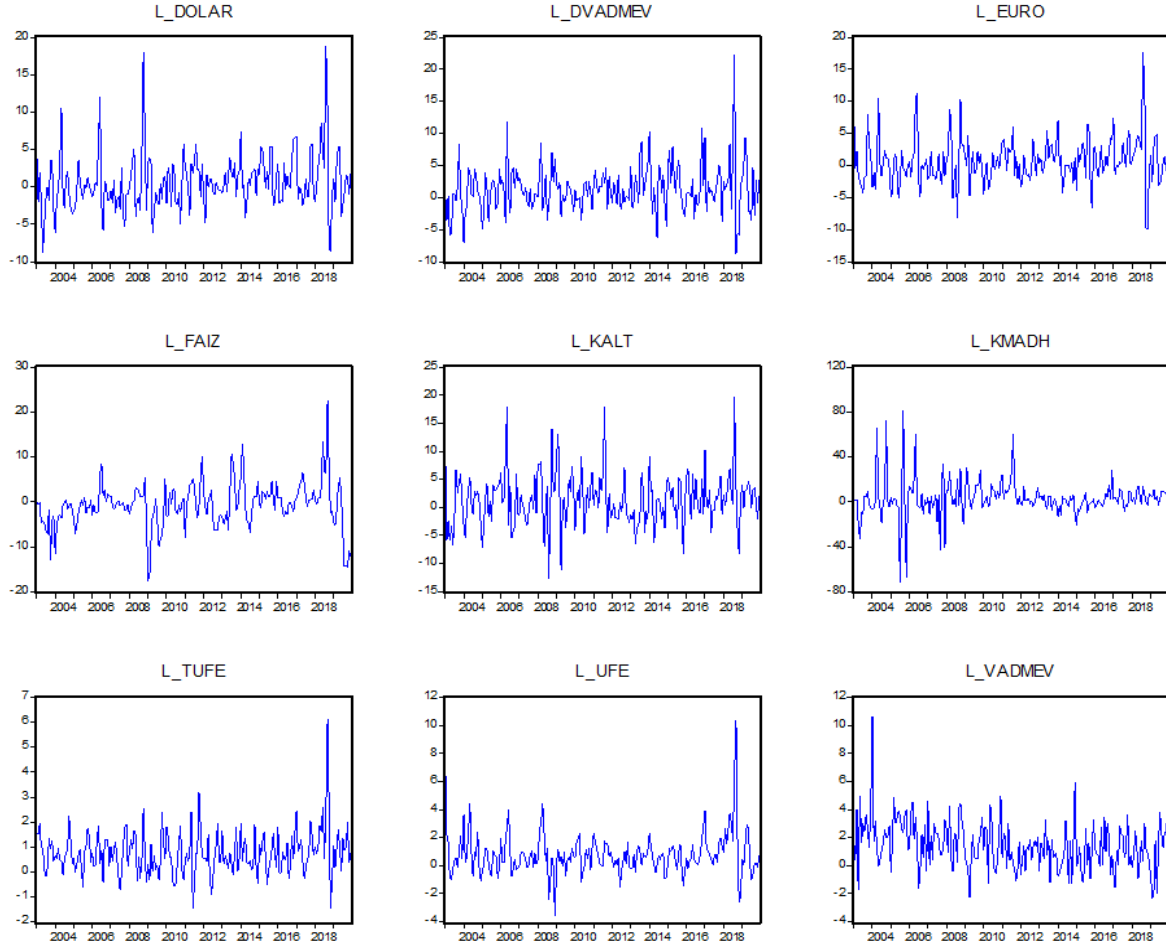 L_DOLAR L_DVADMEV L_EURO
20 25 20
15 20 15
10 15 10
5 10 5
0 5 0
-5 0 -5
-10 -5 -10
-10 -15
2004 2006 2008 2010 2012 2014 2016 2018 2004 2006 2008 2010 2012 2014 2016 2018 2004 2006 2008 2010 2012 2014 2016 2018
L_FAIZ L_KALT L_KMADH
30 25 120
20 20 80
10 15 40
0 10 0
-10 5 -40
-20 0 -80
-5
-10
-15
2004 2006 2008 2010 2012 2014 2016 2018 2004 2006 2008 2010 2012 2014 2016 2018 2004 2006 2008 2010 2012 2014 2016 2018
L_TUFE L_UFE L_VADMEV
7 12 12
6 10 10
5 8 8
4 6 6
3 4 4
2 2 2
1 0 0
0 -2 -2
-1 -4 -4
-2
2004 2006 2008 2010 2012 2014 2016 2018 2004 2006 2008 2010 2012 2014 2016 2018 2004 2006 2008 2010 2012 2014 2016 2018